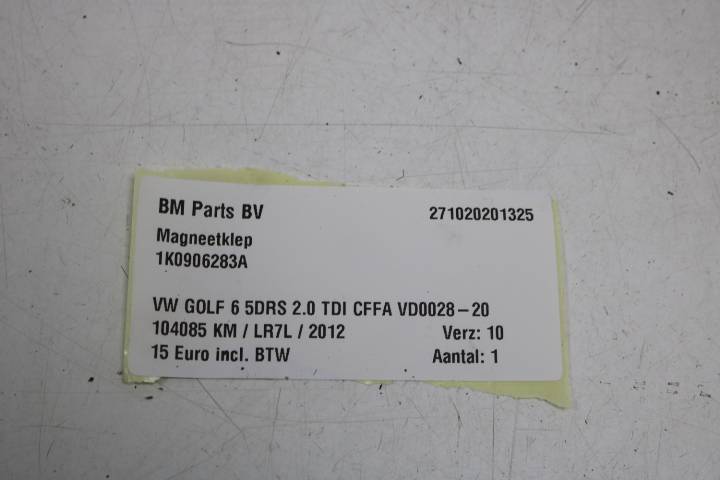 BM Parts BV 271020201325
Magneetklep
1K0906283A
VW GOLF 6 5DRS 2.0 TDI CFFA VD0028-20
104085 KM / LR7L / 2012 Verz: 10
15 Euro incl. BTW Aantal: 1